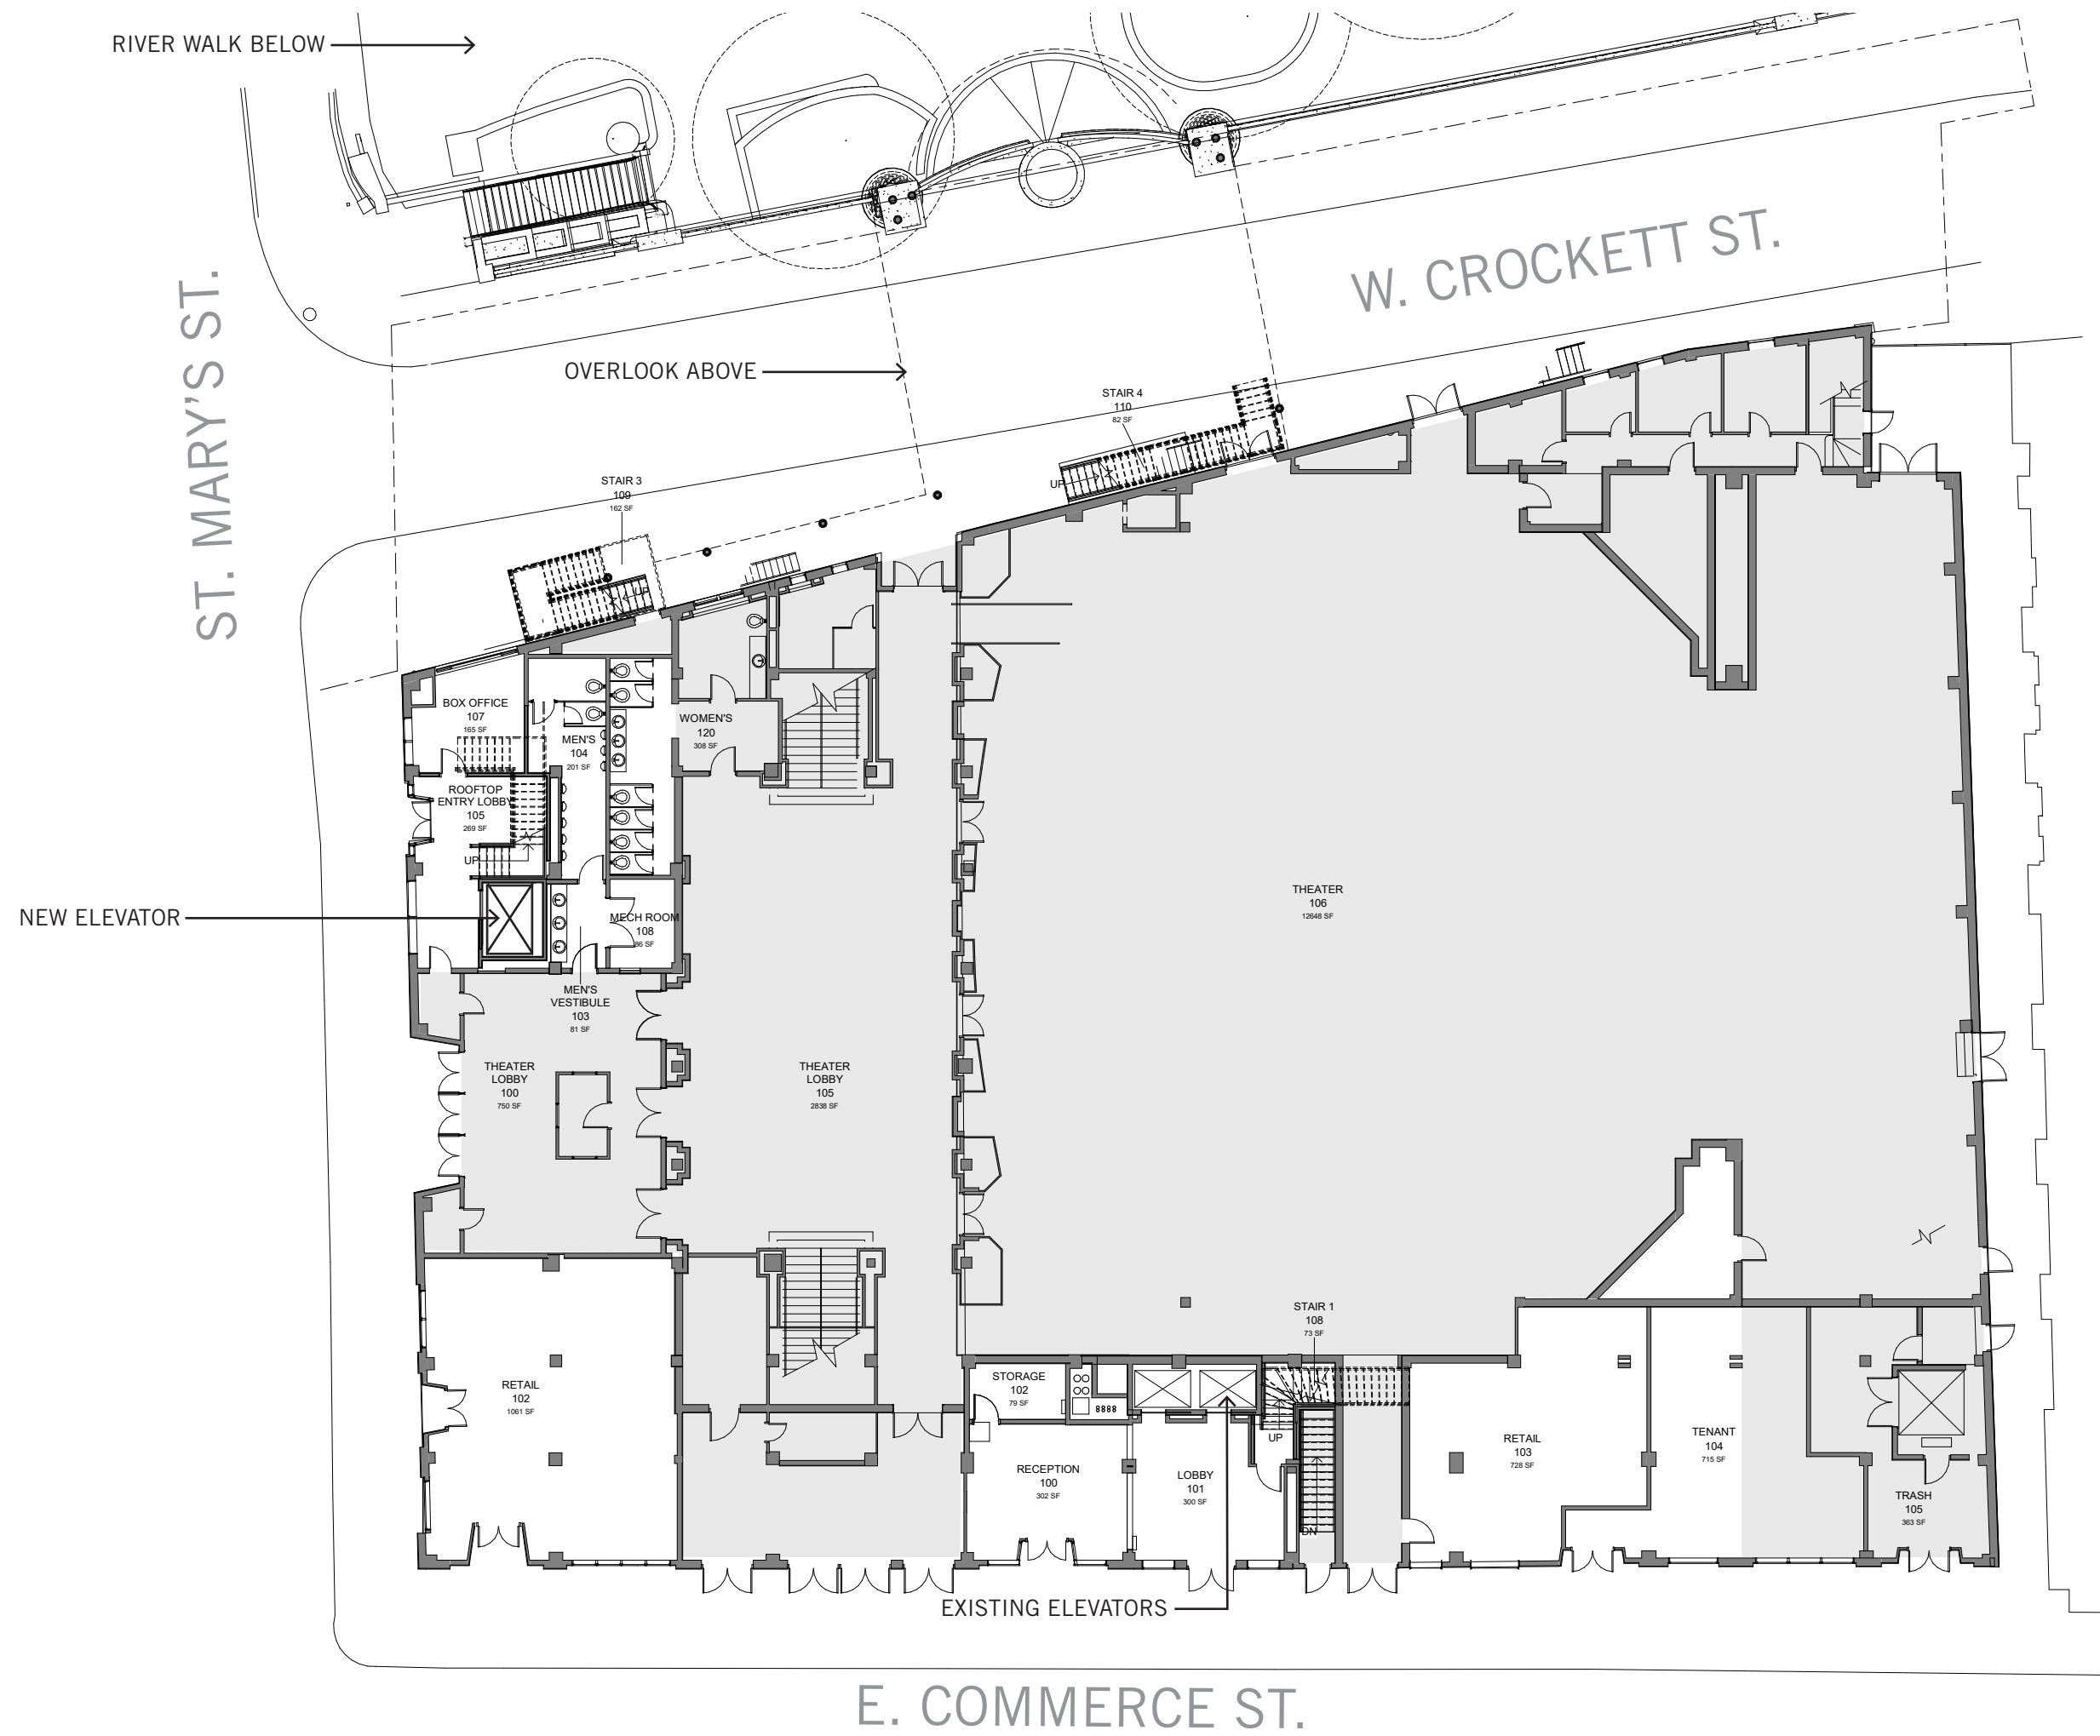 RIVER WALK BELOW
W. CROCKETT ST.
ST. MARY'S ST.
OVERLOOK ABOVE
STAIR 4
110
82 SF
UP
STAIR 3
109
162 SF
UP
BOX OFFICE
107
165 SF
MEN'S
104
201 SF
WOMEN'S
120
308 SF
ROOFTOP
ENTRY LOBBY
105
269 SF
UP
NEW ELEVATOR
MECH ROOM
108
86 SF
THEATER
106
12648 SF
MEN'S
VESTIBULE
103
81 SF
THEATER
LOBBY
100
750 SF
THEATER
LOBBY
105
2838 SF
STAIR 1
108
73 SF
RETAIL
102
1061 SF
STORAGE
102
79 SF
UP
RECEPTION
100
302 SF
LOBBY
101
300 SF
DN
RETAIL
103
728 SF
TENANT
104
715 SF
TRASH
105
363 SF
EXISTING ELEVATORS
E. COMMERCE ST.